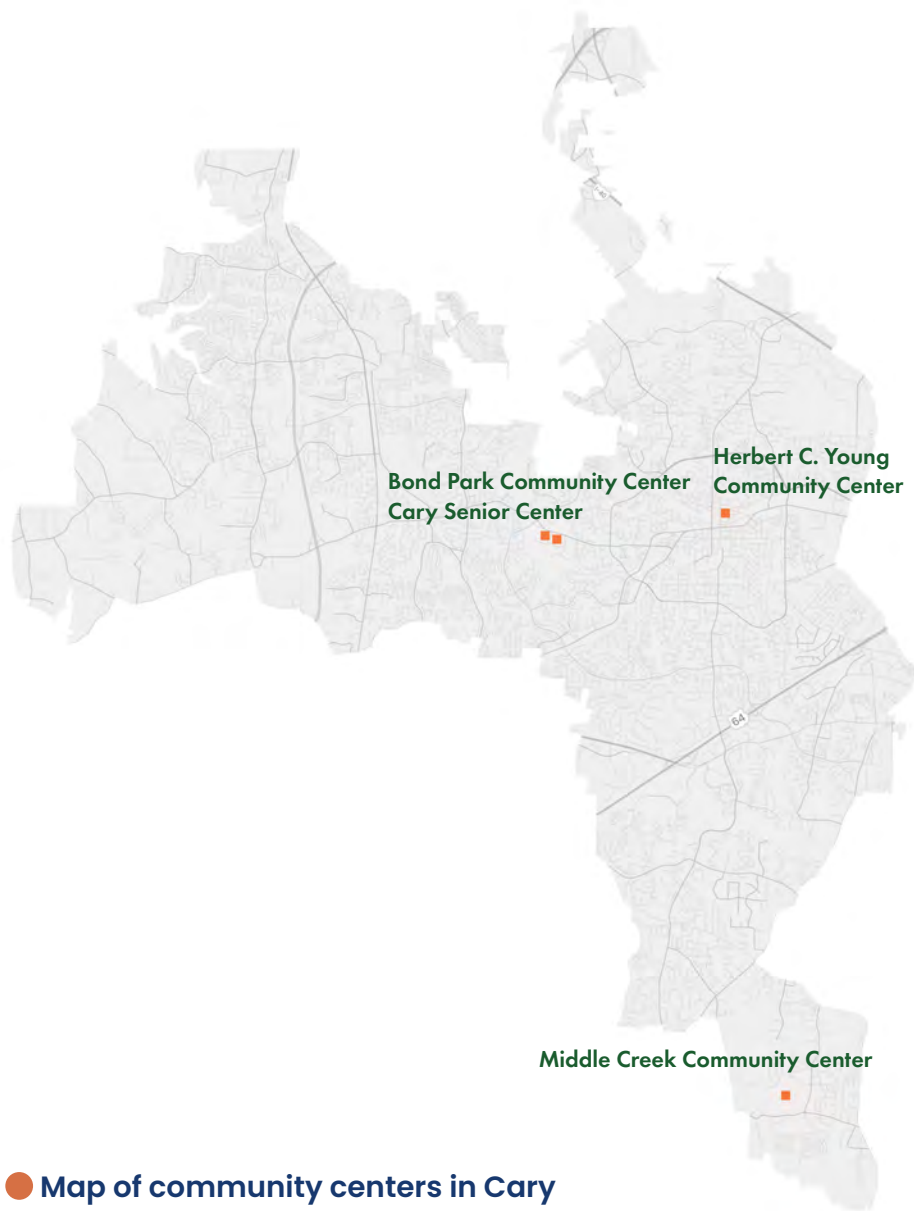 Herbert C. Young
Community Center
Bond Park Community Center
Cary Senior Center
64
Middle Creek Community Center
Map of community centers in Cary